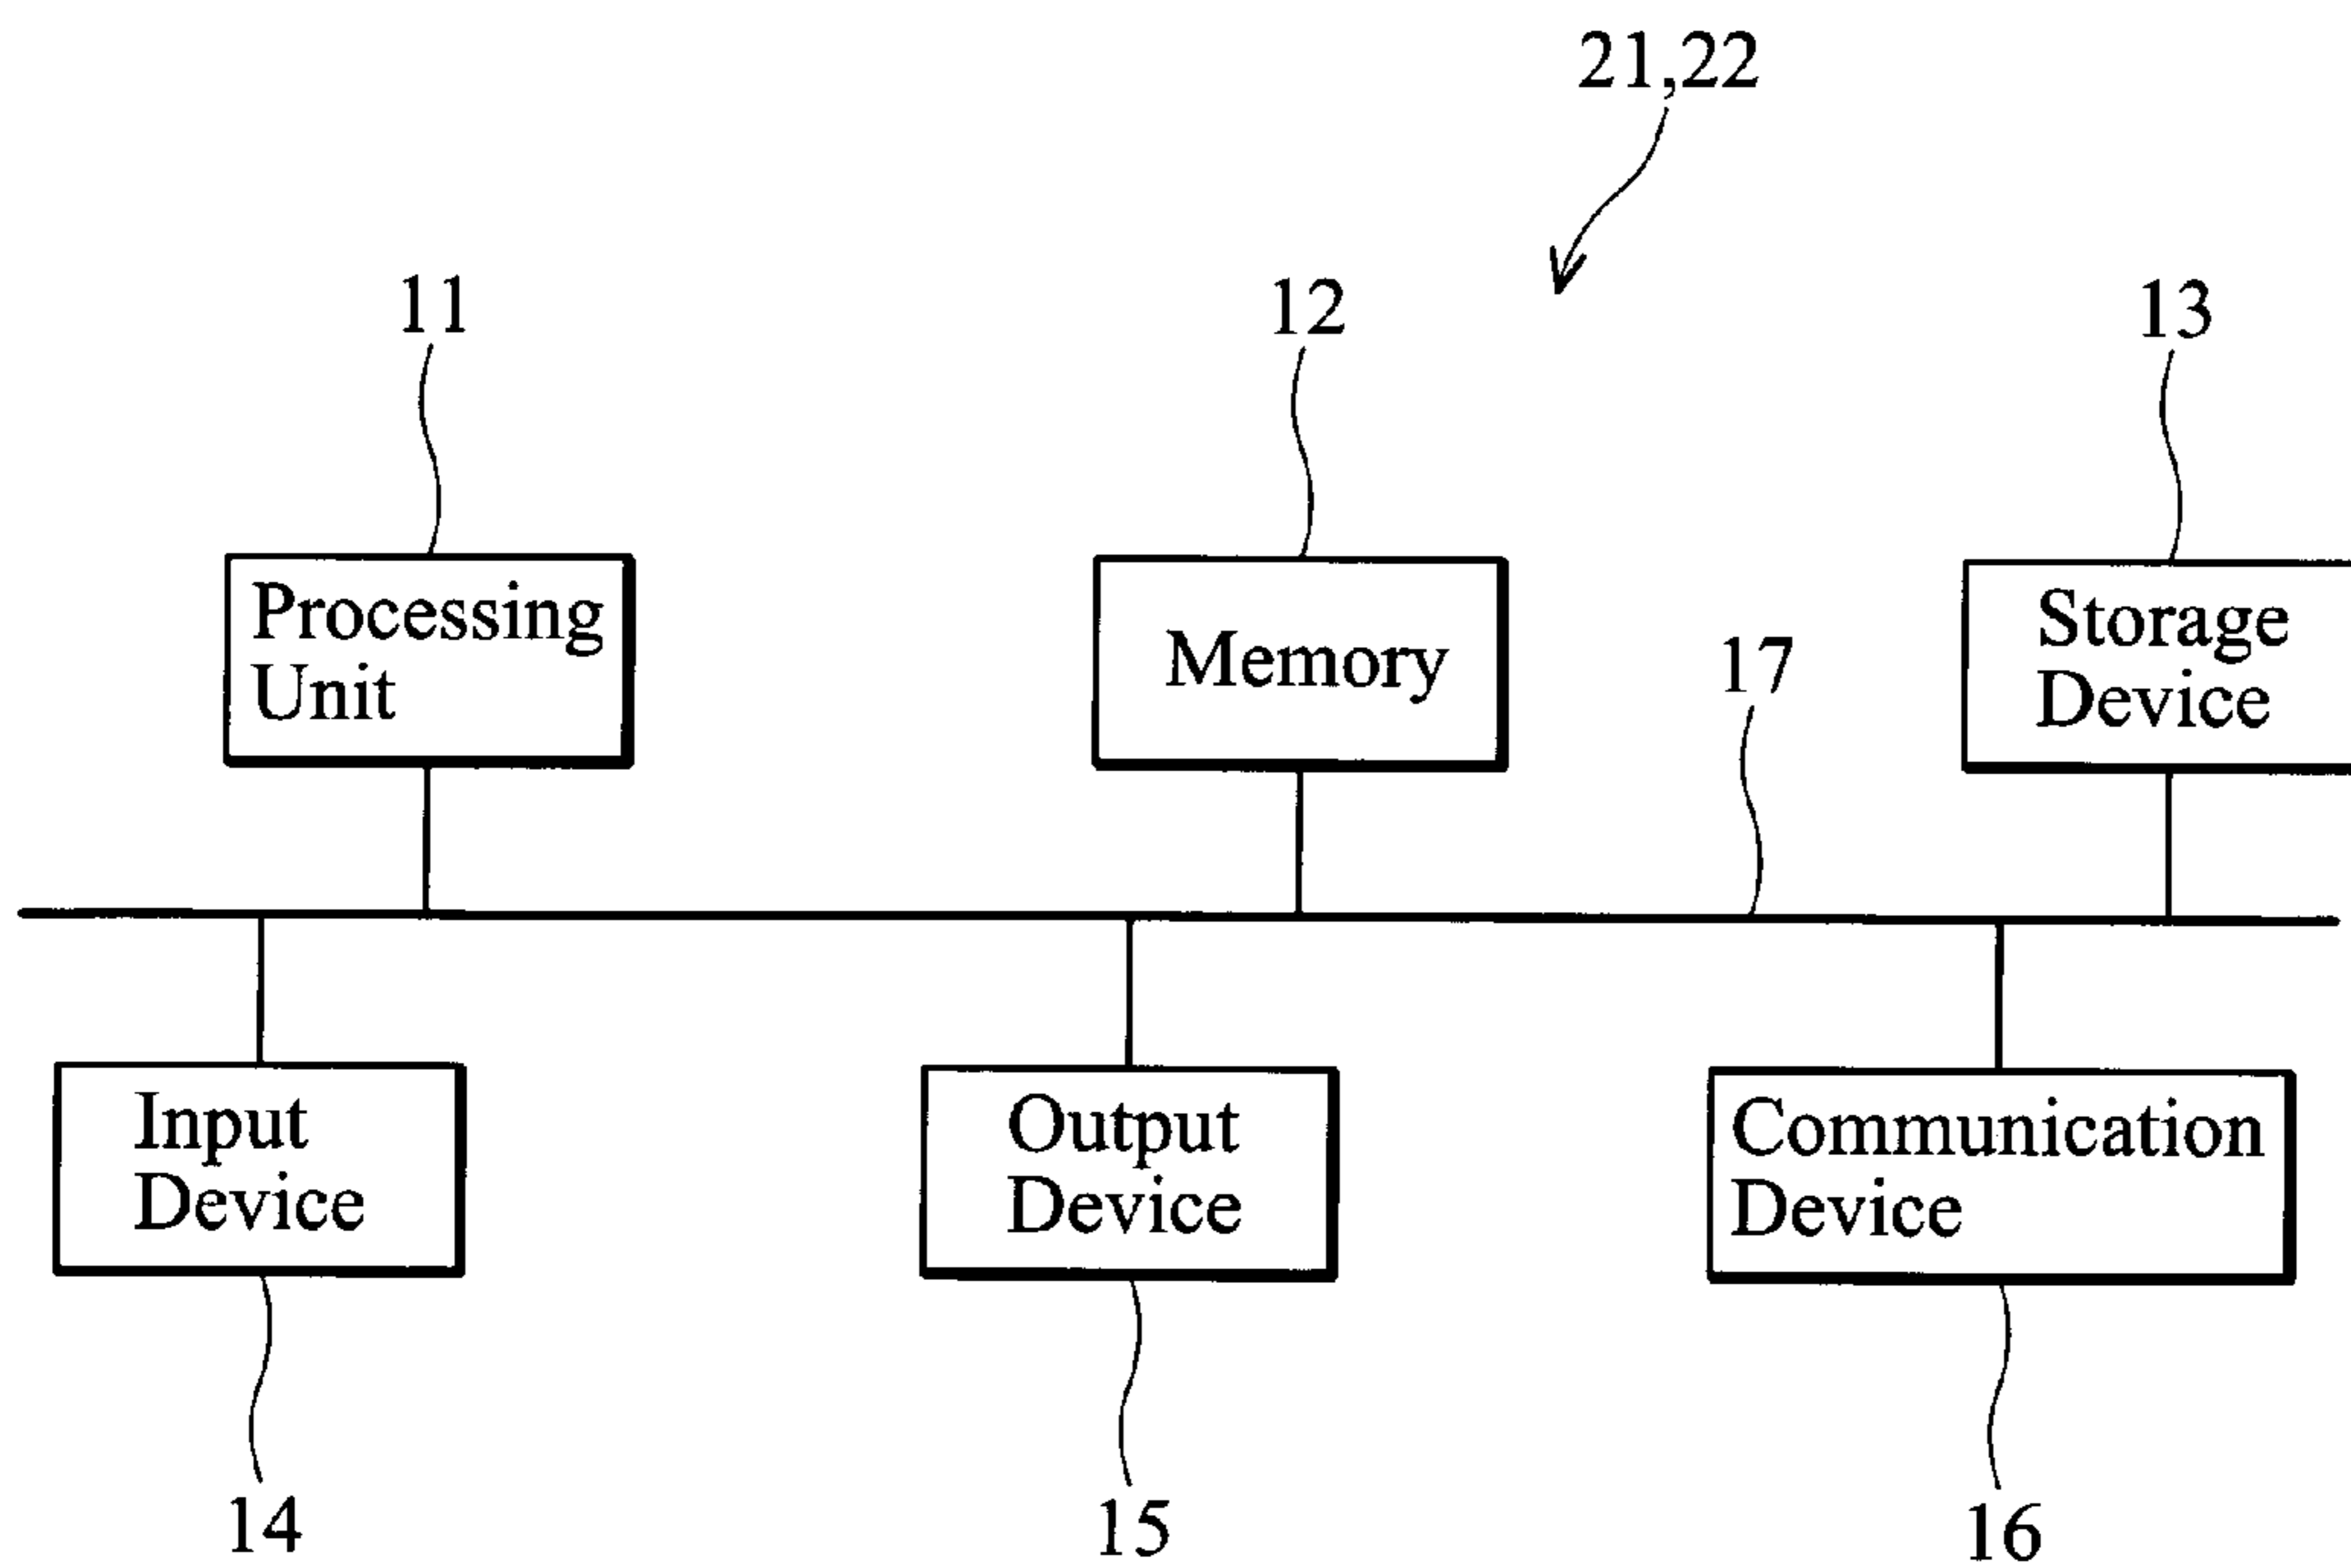 21,22
11
12
13
Processing
Unit
Memory
17
Storage
Device
Input
Device
Output
Device
Communication
Device
14
15
16